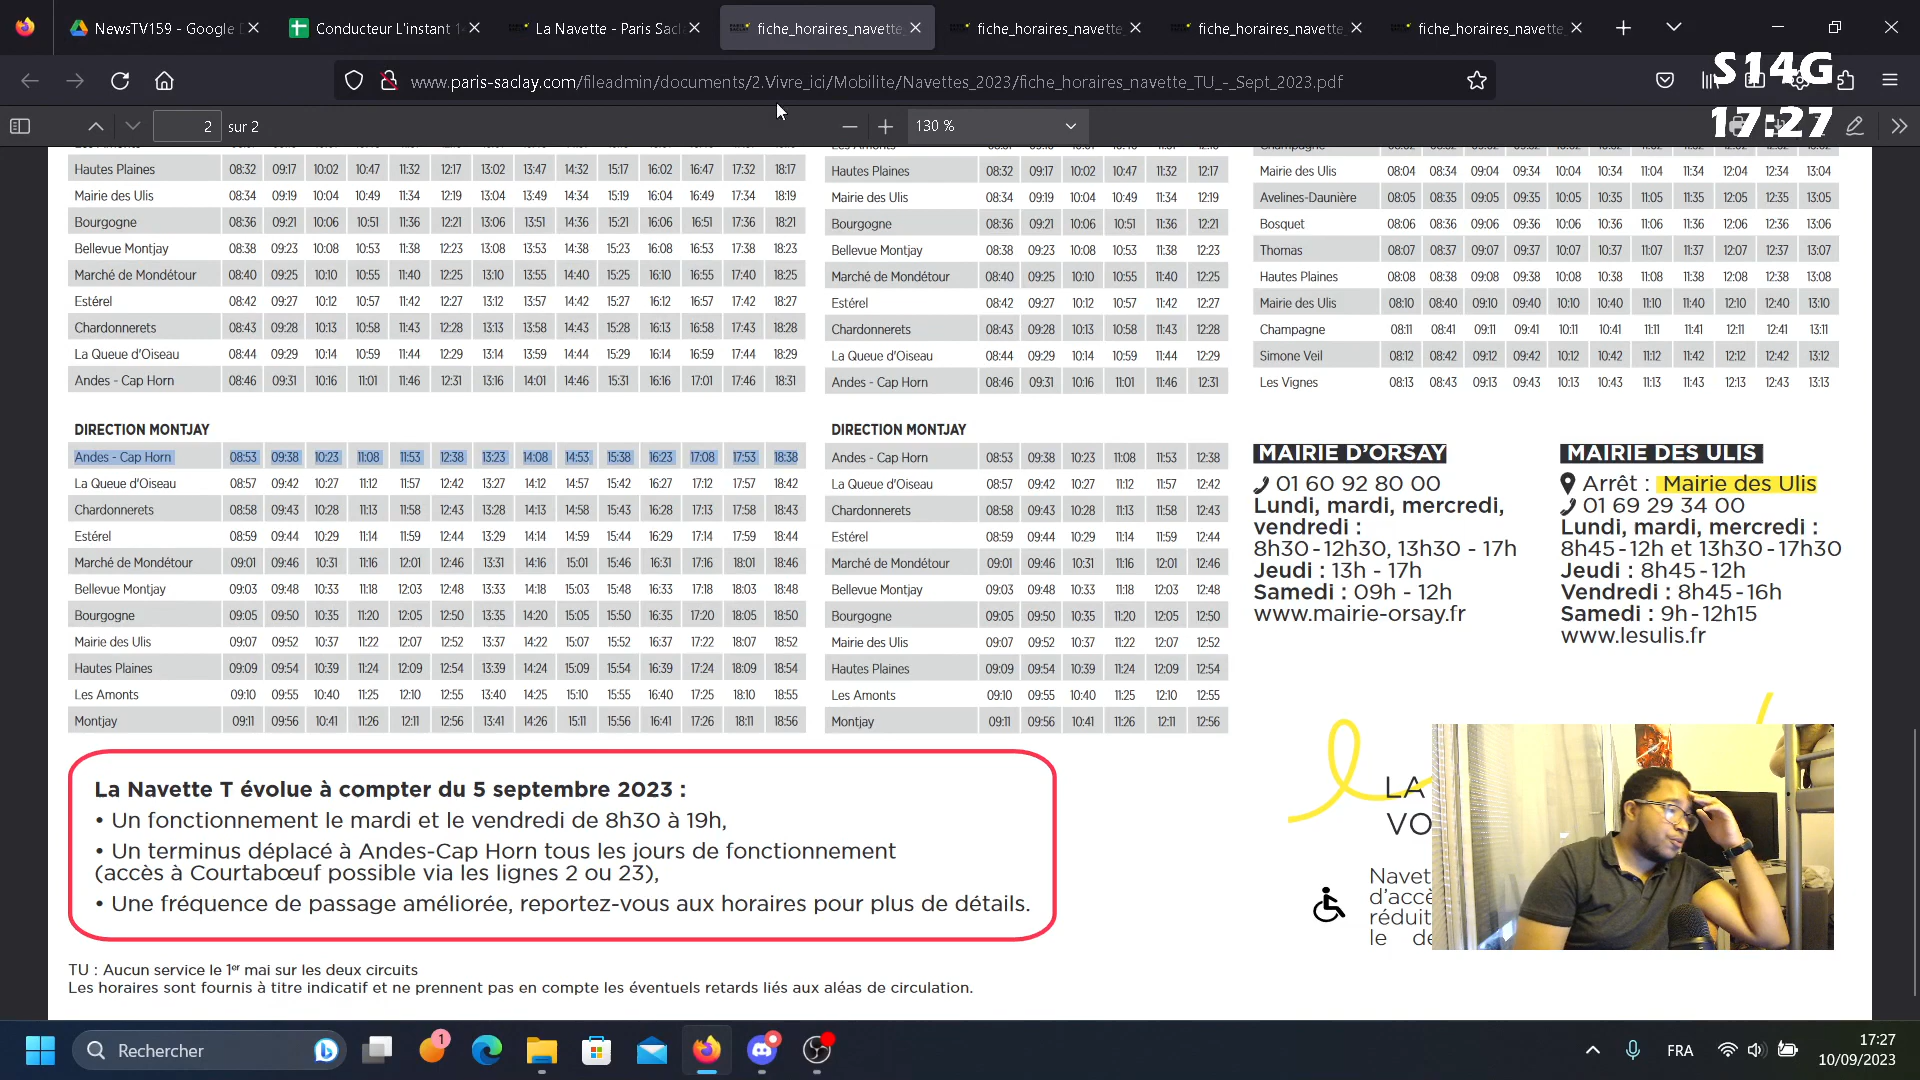 NewsTV159 - Google D
Conducteur L'instant 1
La Navette - Paris Sacl
fiche_horaires_navette
fiche_horaires_navette
fiche_horaires_navette
fiche_horaires_navette
S14G
17:27
www.paris-saclay.com/fileadmin/documents/2.Vivre_ici/Mobilite/Navettes_2023/fiche_horaires_navette_TU_-_Sept_2023.pdf
2 sur 2
130 %
Hautes Plaines 08:32 09:17 10:02 10:47 11:32 12:17 13:02 13:47 14:32 15:17 16:02 16:47 17:32 18:17
Mairie des Ulis 08:34 09:19 10:04 10:49 11:34 12:19 13:04 13:49 14:34 15:19 16:04 16:49 17:34 18:19
Bourgogne 08:36 09:21 10:06 10:51 11:36 12:21 13:06 13:51 14:36 15:21 16:06 16:51 17:36 18:21
Bellevue Montjay 08:38 09:23 10:08 10:53 11:38 12:23 13:08 13:53 14:38 15:23 16:08 16:53 17:38 18:23
Marché de Mondétour 08:40 09:25 10:10 10:55 11:40 12:25 13:10 13:55 14:40 15:25 16:10 16:55 17:40 18:25
Estérel 08:42 09:27 10:12 10:57 11:42 12:27 13:12 13:57 14:42 15:27 16:12 16:57 17:42 18:27
Chardonnerets 08:43 09:28 10:13 10:58 11:43 12:28 13:13 13:58 14:43 15:28 16:13 16:58 17:43 18:28
La Queue d'Oiseau 08:44 09:29 10:14 10:59 11:44 12:29 13:14 13:59 14:44 15:29 16:14 16:59 17:44 18:29
Andes - Cap Horn 08:46 09:31 10:16 11:01 11:46 12:31 13:16 14:01 14:46 15:31 16:16 17:01 17:46 18:31
DIRECTION MONTJAY
Andes - Cap Horn 08:53 09:38 10:23 11:08 11:53 12:38 13:23 14:08 14:53 15:38 16:23 17:08 17:53 18:38
La Queue d'Oiseau 08:57 09:42 10:27 11:12 11:57 12:42 13:27 14:12 14:57 15:42 16:27 17:12 17:57 18:42
Chardonnerets 08:58 09:43 10:28 11:13 11:58 12:43 13:28 14:13 14:58 15:43 16:28 17:13 17:58 18:43
Estérel 08:59 09:44 10:29 11:14 11:59 12:44 13:29 14:14 14:59 15:44 16:29 17:14 17:59 18:44
Marché de Mondétour 09:01 09:46 10:31 11:16 12:01 12:46 13:31 14:16 15:01 15:46 16:31 17:16 18:01 18:46
Bellevue Montjay 09:03 09:48 10:33 11:18 12:03 12:48 13:33 14:18 15:03 15:48 16:33 17:18 18:03 18:48
Bourgogne 09:05 09:50 10:35 11:20 12:05 12:50 13:35 14:20 15:05 15:50 16:35 17:20 18:05 18:50
Mairie des Ulis 09:07 09:52 10:37 11:22 12:07 12:52 13:37 14:22 15:07 15:52 16:37 17:22 18:07 18:52
Hautes Plaines 09:09 09:54 10:39 11:24 12:09 12:54 13:39 14:24 15:09 15:54 16:39 17:24 18:09 18:54
Les Amonts 09:10 09:55 10:40 11:25 12:10 12:55 13:40 14:25 15:10 15:55 16:40 17:25 18:10 18:55
Montjay 09:11 09:56 10:41 11:26 12:11 12:56 13:41 14:26 15:11 15:56 16:41 17:26 18:11 18:56
Hautes Plaines 08:32 09:17 10:02 10:47 11:32 12:17
Mairie des Ulis 08:34 09:19 10:04 10:49 11:34 12:19
Bourgogne 08:36 09:21 10:06 10:51 11:36 12:21
Bellevue Montjay 08:38 09:23 10:08 10:53 11:38 12:23
Marché de Mondétour 08:40 09:25 10:10 10:55 11:40 12:25
Estérel 08:42 09:27 10:12 10:57 11:42 12:27
Chardonnerets 08:43 09:28 10:13 10:58 11:43 12:28
La Queue d'Oiseau 08:44 09:29 10:14 10:59 11:44 12:29
Andes - Cap Horn 08:46 09:31 10:16 11:01 11:46 12:31
DIRECTION MONTJAY
Andes - Cap Horn 08:53 09:38 10:23 11:08 11:53 12:38
La Queue d'Oiseau 08:57 09:42 10:27 11:12 11:57 12:42
Chardonnerets 08:58 09:43 10:28 11:13 11:58 12:43
Estérel 08:59 09:44 10:29 11:14 11:59 12:44
Marché de Mondétour 09:01 09:46 10:31 11:16 12:01 12:46
Bellevue Montjay 09:03 09:48 10:33 11:18 12:03 12:48
Bourgogne 09:05 09:50 10:35 11:20 12:05 12:50
Mairie des Ulis 09:07 09:52 10:37 11:22 12:07 12:52
Hautes Plaines 09:09 09:54 10:39 11:24 12:09 12:54
Les Amonts 09:10 09:55 10:40 11:25 12:10 12:55
Montjay 09:11 09:56 10:41 11:26 12:11 12:56
Mairie des Ulis 08:04 08:34 09:04 09:34 10:04 10:34 11:04 11:34 12:04 12:34 13:04
Avelines-Daunière 08:05 08:35 09:05 09:35 10:05 10:35 11:05 11:35 12:05 12:35 13:05
Bosquet 08:06 08:36 09:06 09:36 10:06 10:36 11:06 11:36 12:06 12:36 13:06
Thomas 08:07 08:37 09:07 09:37 10:07 10:37 11:07 11:37 12:07 12:37 13:07
Hautes Plaines 08:08 08:38 09:08 09:38 10:08 10:38 11:08 11:38 12:08 12:38 13:08
Mairie des Ulis 08:10 08:40 09:10 09:40 10:10 10:40 11:10 11:40 12:10 12:40 13:10
Champagne 08:11 08:41 09:11 09:41 10:11 10:41 11:11 11:41 12:11 12:41 13:11
Simone Veil 08:12 08:42 09:12 09:42 10:12 10:42 11:12 11:42 12:12 12:42 13:12
Les Vignes 08:13 08:43 09:13 09:43 10:13 10:43 11:13 11:43 12:13 12:43 13:13
MAIRIE D'ORSAY
01 60 92 80 00
Lundi, mardi, mercredi,
vendredi :
8h30-12h30, 13h30 - 17h
Jeudi : 13h - 17h
Samedi : 09h - 12h
www.mairie-orsay.fr
MAIRIE DES ULIS
Arrêt : Mairie des Ulis
01 69 29 34 00
Lundi, mardi, mercredi :
8h45-12h et 13h30-17h30
Jeudi : 8h45-12h
Vendredi : 8h45-16h
Samedi : 9h-12h15
www.lesulis.fr
La Navette T évolue à compter du 5 septembre 2023 :
• Un fonctionnement le mardi et le vendredi de 8h30 à 19h,
• Un terminus déplacé à Andes-Cap Horn tous les jours de fonctionnement
(accès à Courtabœuf possible via les lignes 2 ou 23),
• Une fréquence de passage améliorée, reportez-vous aux horaires pour plus de détails.
TU : Aucun service le 1er mai sur les deux circuits
Les horaires sont fournis à titre indicatif et ne prennent pas en compte les éventuels retards liés aux aléas de circulation.
LA
VO
Navet
d'accè
réduit
le de
Rechercher
1
FRA
17:27
10/09/2023